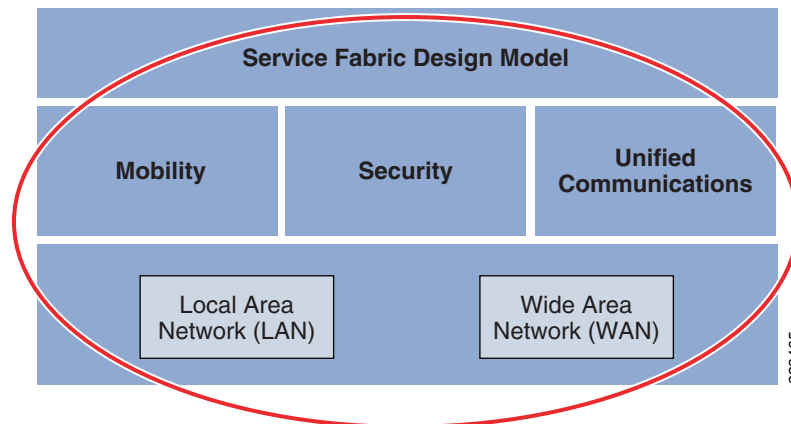 Service Fabric Design Model
Mobility
Security
Unified
Communications
Local Area
Network (LAN)
Wide Area
Network (WAN)